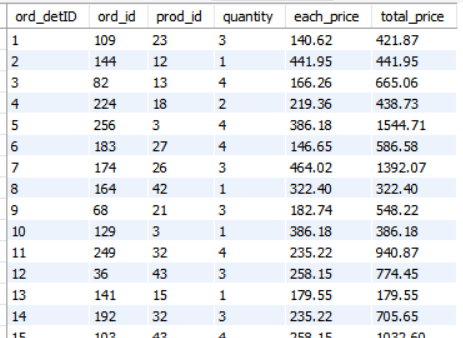 ord_detID ord_id prod_id quantity each_price total_price
1 109 23 3 140.62 421.87
2 144 12 1 441.95 441.95
3 82 13 4 166.26 665.06
4 224 18 2 219.36 438.73
5 256 3 4 386.18 1544.71
6 183 27 4 146.65 586.58
7 174 26 3 464.02 1392.07
8 164 42 1 322.40 322.40
9 68 21 3 182.74 548.22
10 129 3 1 386.18 386.18
11 249 32 4 235.22 940.87
12 36 43 3 258.15 774.45
13 141 15 1 179.55 179.55
14 192 32 3 235.22 705.65
15 103 43 4 258.15 1032.60